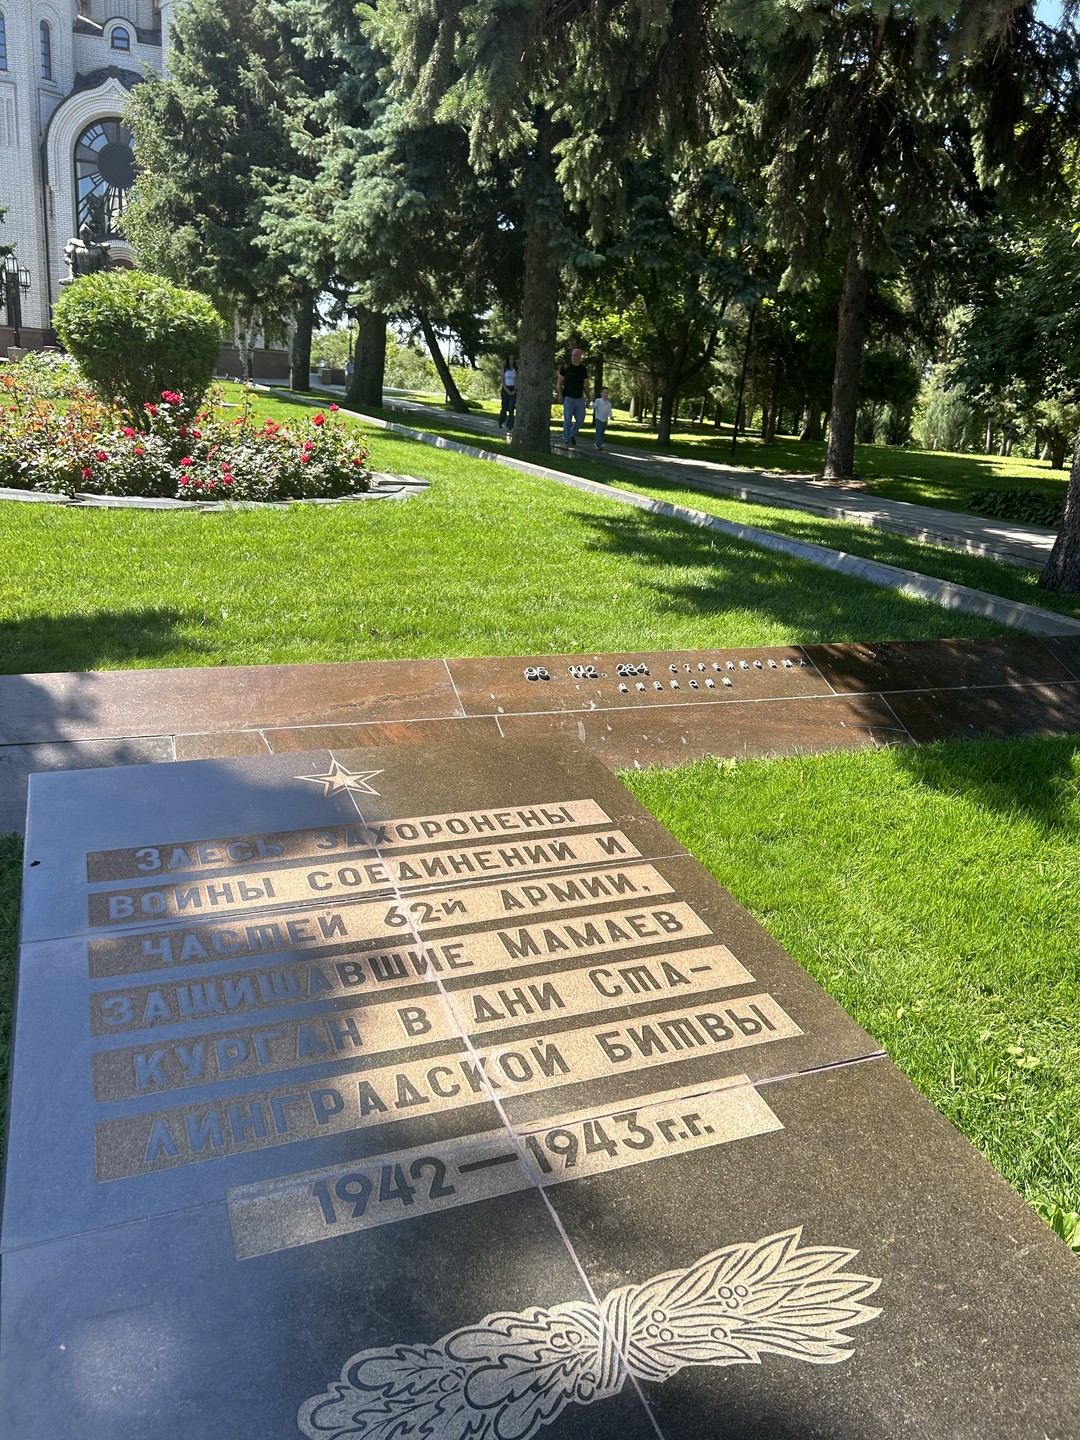 95. 112. 284 СТРЕЛКОВЫХ
ДИВИЗИЙ
ЗДЕСЬ ЗАХОРОНЕНЫ
ВОИНЫ СОЕДИНЕНИЙ И
ЧАСТЕЙ 62-Й АРМИИ,
ЗАЩИЩАВШИЕ МАМАЕВ
КУРГАН В ДНИ СТА-
ЛИНГРАДСКОЙ БИТВЫ
1942—1943 г.г.